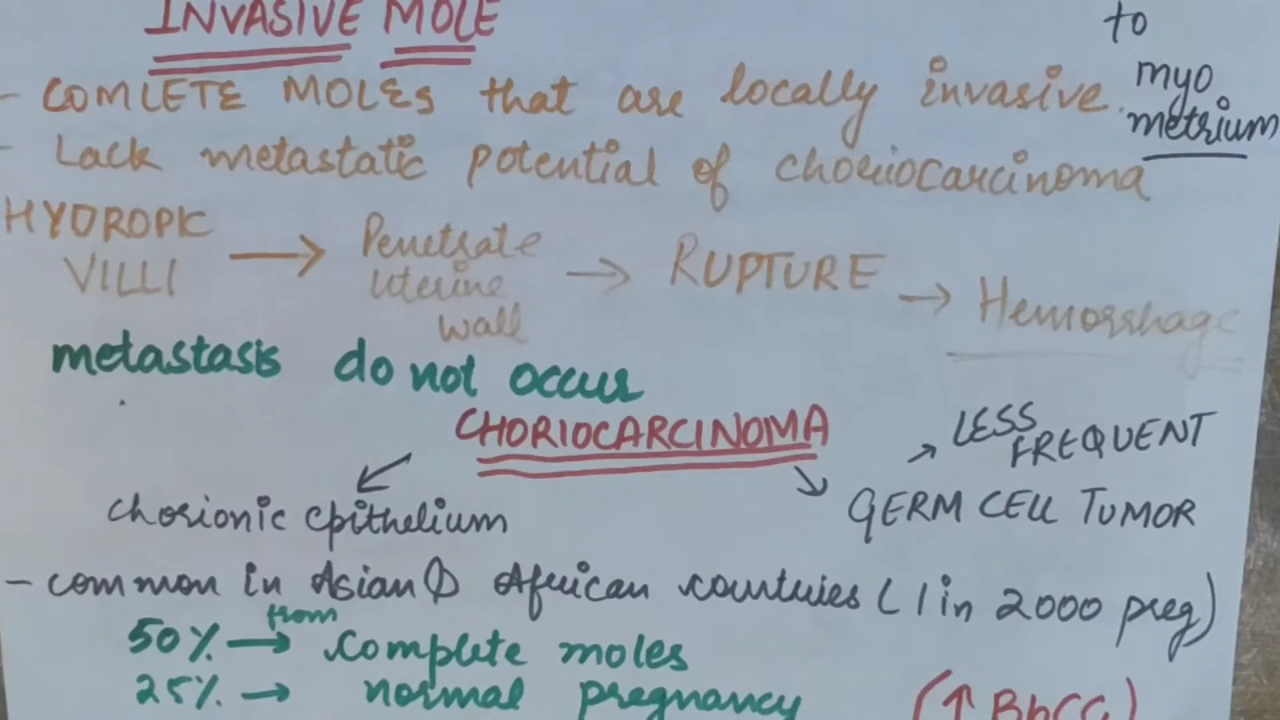 INVASIVE MOLE
- COMLETE MOLES that are locally invasive. to myo metrium
- Lack metastatic potential of choriocarcinoma
HYDROPIC VILLI → Penetrate uterine wall → RUPTURE → Hemorrhage
metastasis do not occur
CHORIOCARCINOMA
↙ chorionic epithelium ↘ GERM CELL TUMOR → LESS FREQUENT
- common in Asian & African countries (1 in 2000 preg)
50% → from complete moles
25% → normal pregnancy (↑ BhCG)